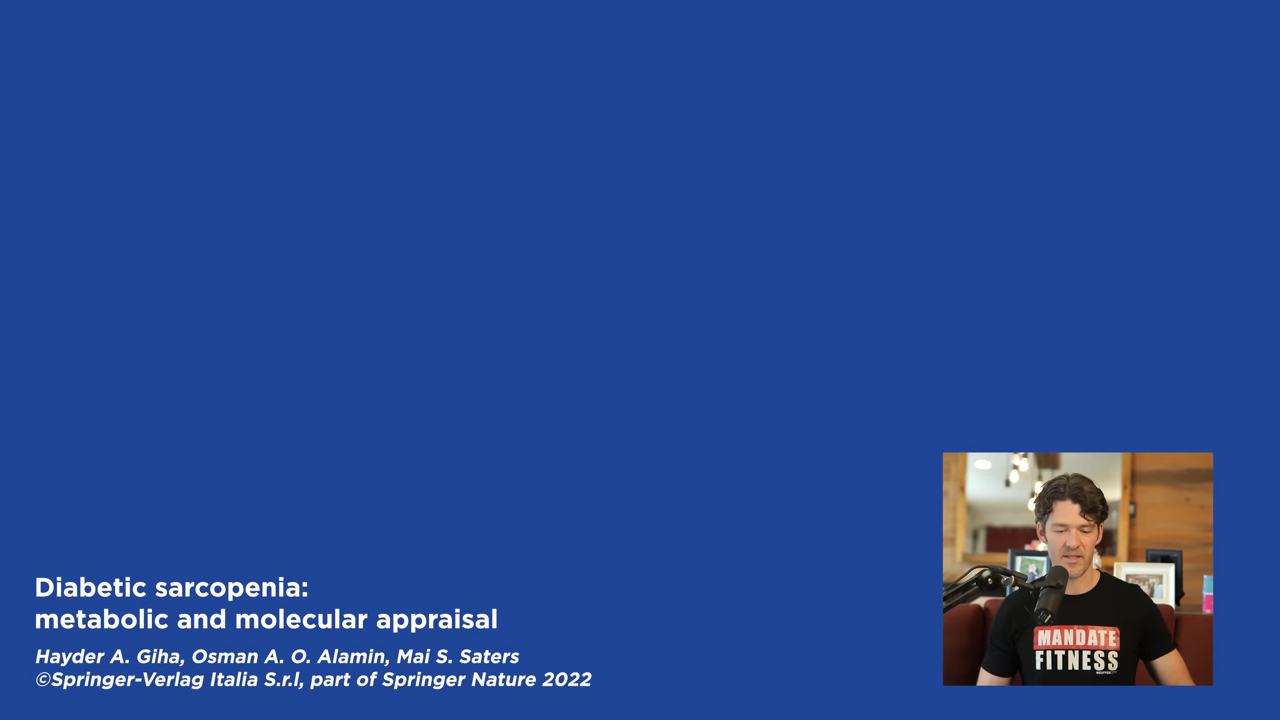 Diabetic sarcopenia:
metabolic and molecular appraisal
Hayder A. Giha, Osman A. O. Alamin, Mai S. Saters
©Springer-Verlag Italia S.r.l, part of Springer Nature 2022
MANDATE
FITNESS